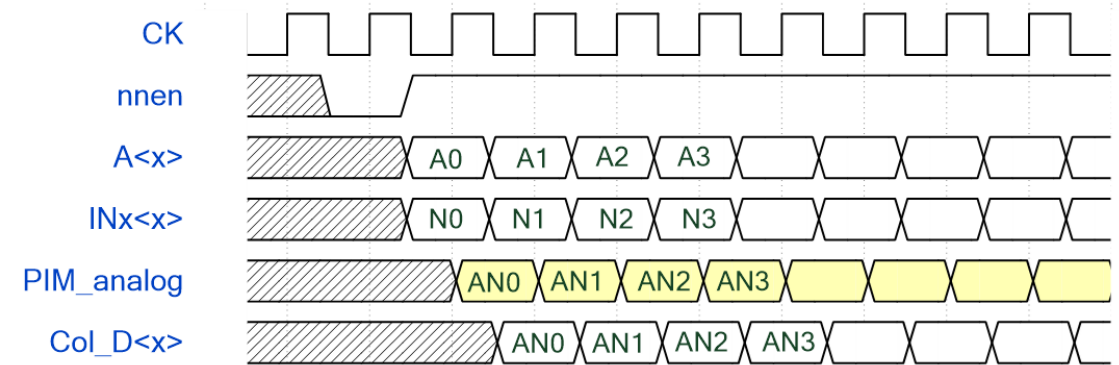 CK
nnen
A<x> A0 A1 A2 A3
INx<x> N0 N1 N2 N3
PIM_analog AN0 AN1 AN2 AN3
Col_D<x> AN0 AN1 AN2 AN3